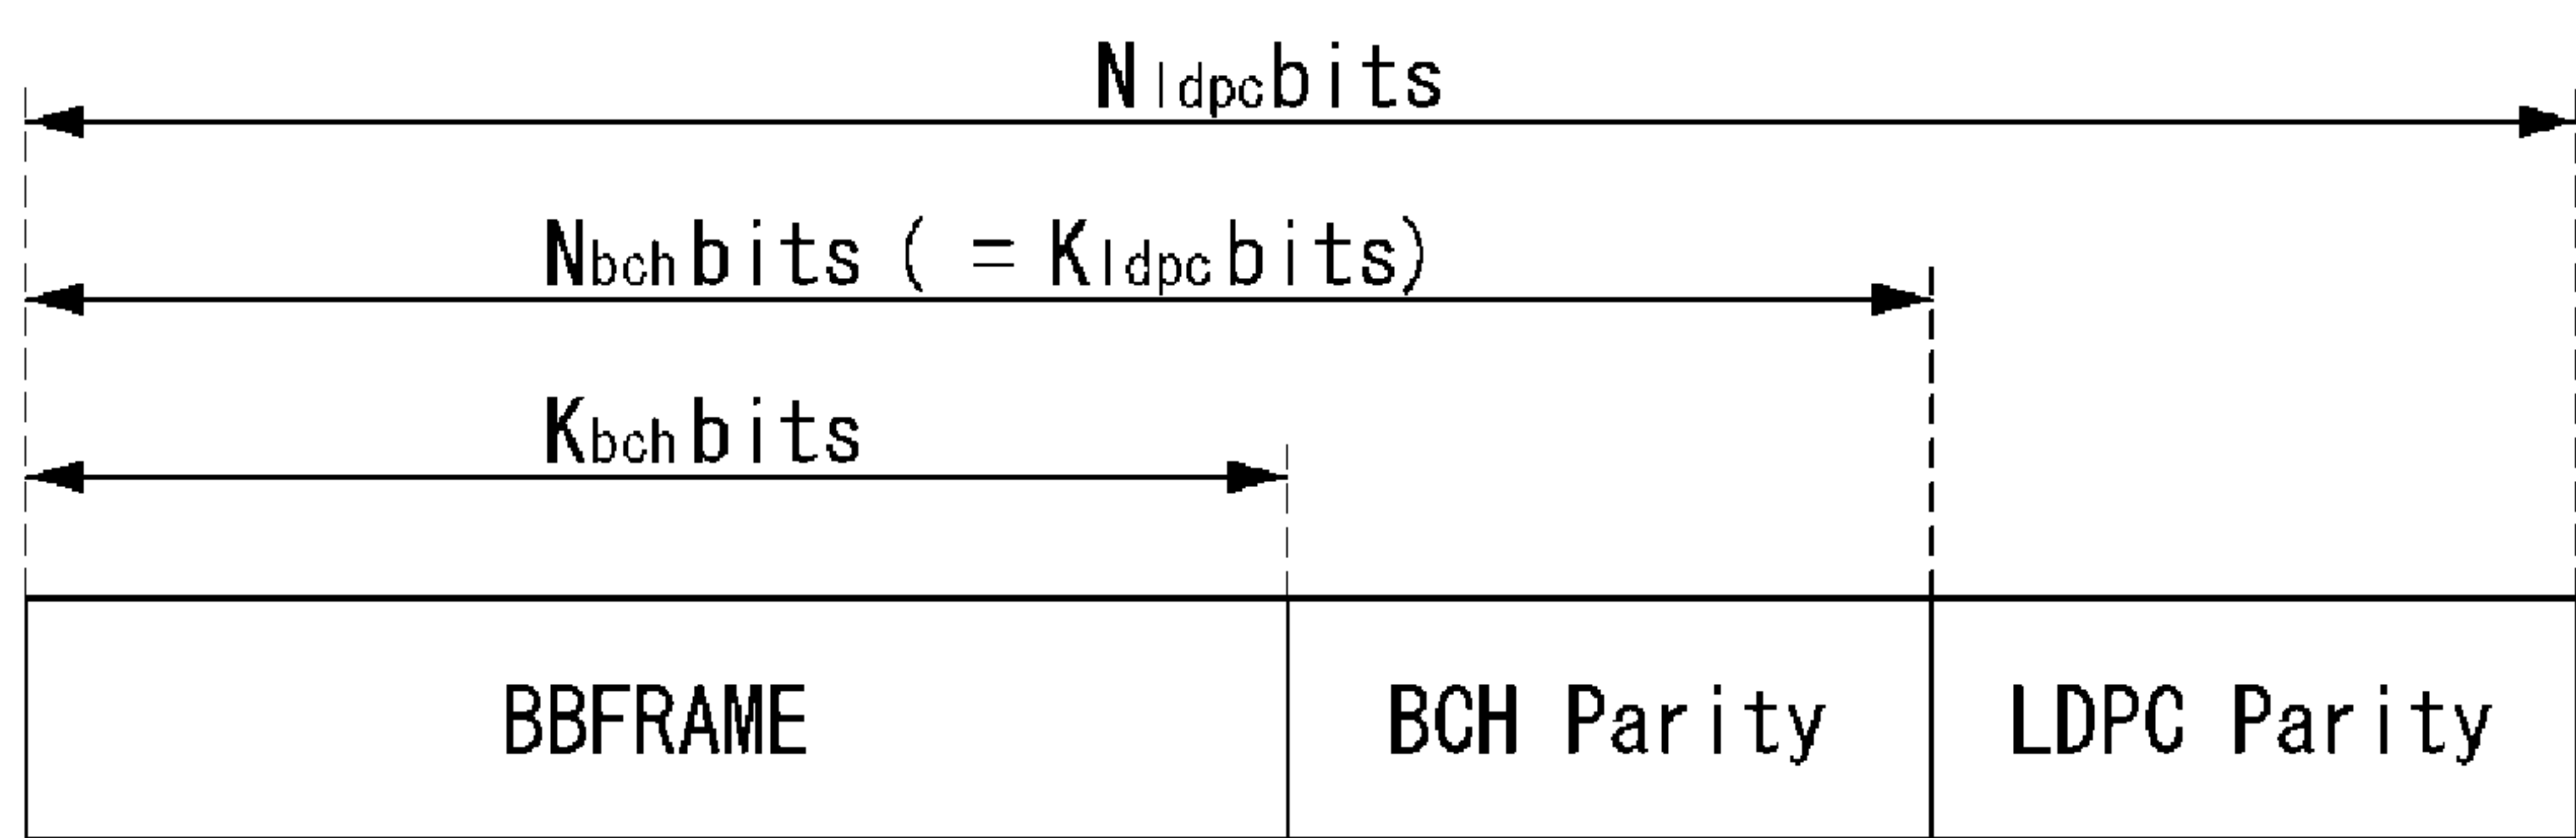 Nldpcbits
Nbchbits ( = Kldpcbits)
Kbchbits
BBFRAME BCH Parity LDPC Parity